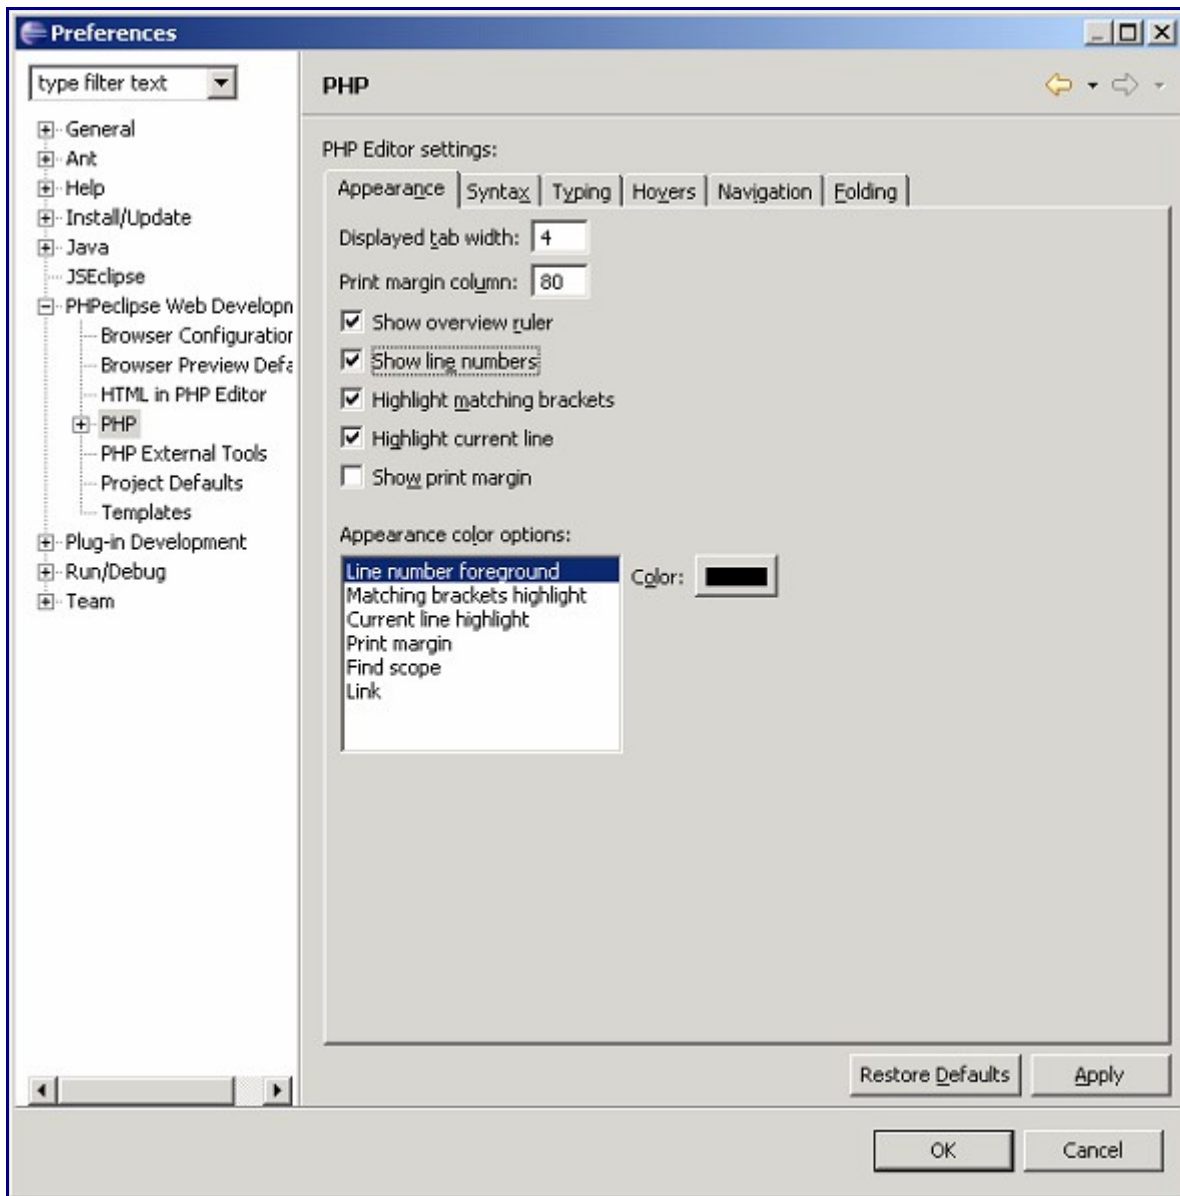 Preferences
type filter text
General
Ant
Help
Install/Update
Java
JSEclipse
PHPeclipse Web Developn
Browser Configuration
Browser Preview Defa
HTML in PHP Editor
PHP
PHP External Tools
Project Defaults
Templates
Plug-in Development
Run/Debug
Team
PHP
PHP Editor settings:
Appearance Syntax Typing Hovers Navigation Folding
Displayed tab width: 4
Print margin column: 80
Show overview ruler
Show line numbers
Highlight matching brackets
Highlight current line
Show print margin
Appearance color options:
Line number foreground
Matching brackets highlight
Current line highlight
Print margin
Find scope
Link
Color:
Restore Defaults Apply
OK Cancel